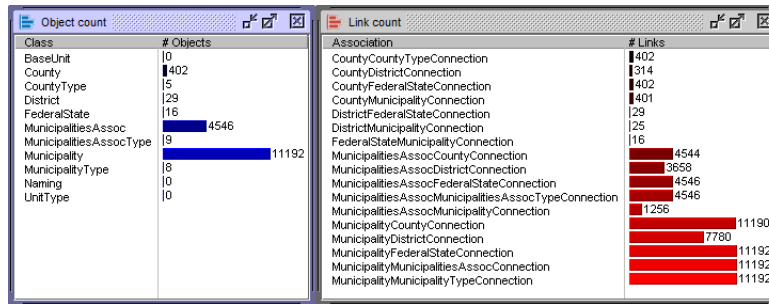 Object count
Class # Objects
BaseUnit 0
County 402
CountyType 5
District 29
FederalState 16
MunicipalitiesAssoc 4546
MunicipalitiesAssocType 9
Municipality 11192
MunicipalityType 8
Naming 0
UnitType 0
Link count
Association # Links
CountyCountyTypeConnection 402
CountyDistrictConnection 314
CountyFederalStateConnection 402
CountyMunicipalityConnection 401
DistrictFederalStateConnection 29
DistrictMunicipalityConnection 25
FederalStateMunicipalityConnection 16
MunicipalitiesAssocCountyConnection 4544
MunicipalitiesAssocDistrictConnection 3658
MunicipalitiesAssocFederalStateConnection 4546
MunicipalitiesAssocMunicipalitiesAssocTypeConnection 4546
MunicipalitiesAssocMunicipalityConnection 1256
MunicipalityCountyConnection 11190
MunicipalityDistrictConnection 7780
MunicipalityFederalStateConnection 11192
MunicipalityMunicipalitiesAssocConnection 11192
MunicipalityMunicipalityTypeConnection 11192